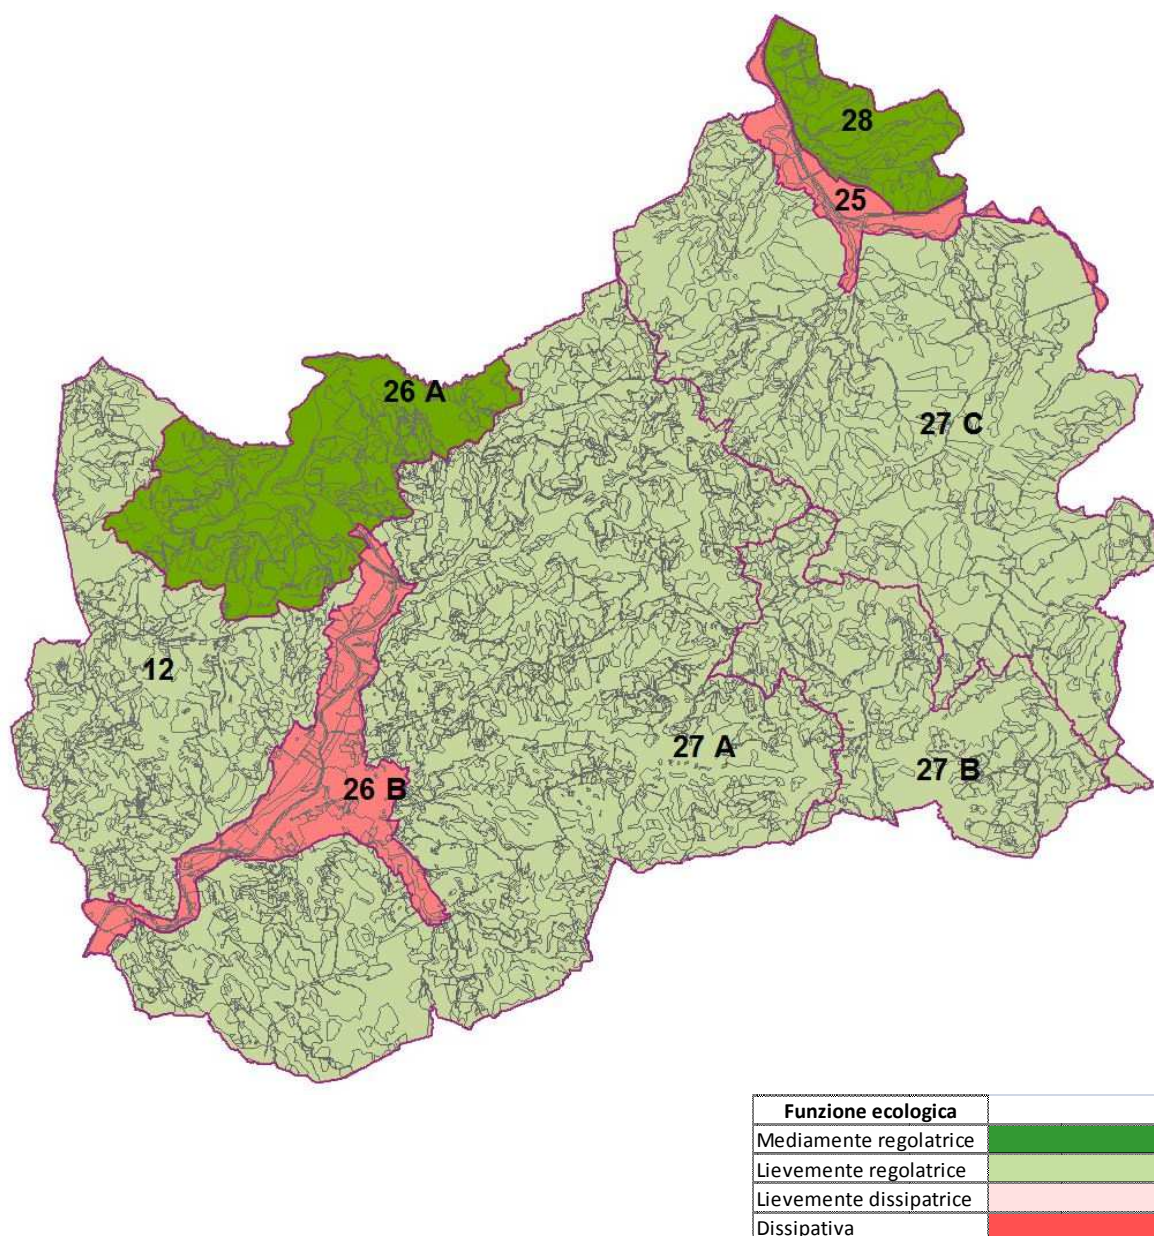 28
25
26 A
27 C
12
27 A
27 B
26 B
Funzione ecologica
Mediamente regolatrice
Lievemente regolatrice
Lievemente dissipatrice
Dissipativa